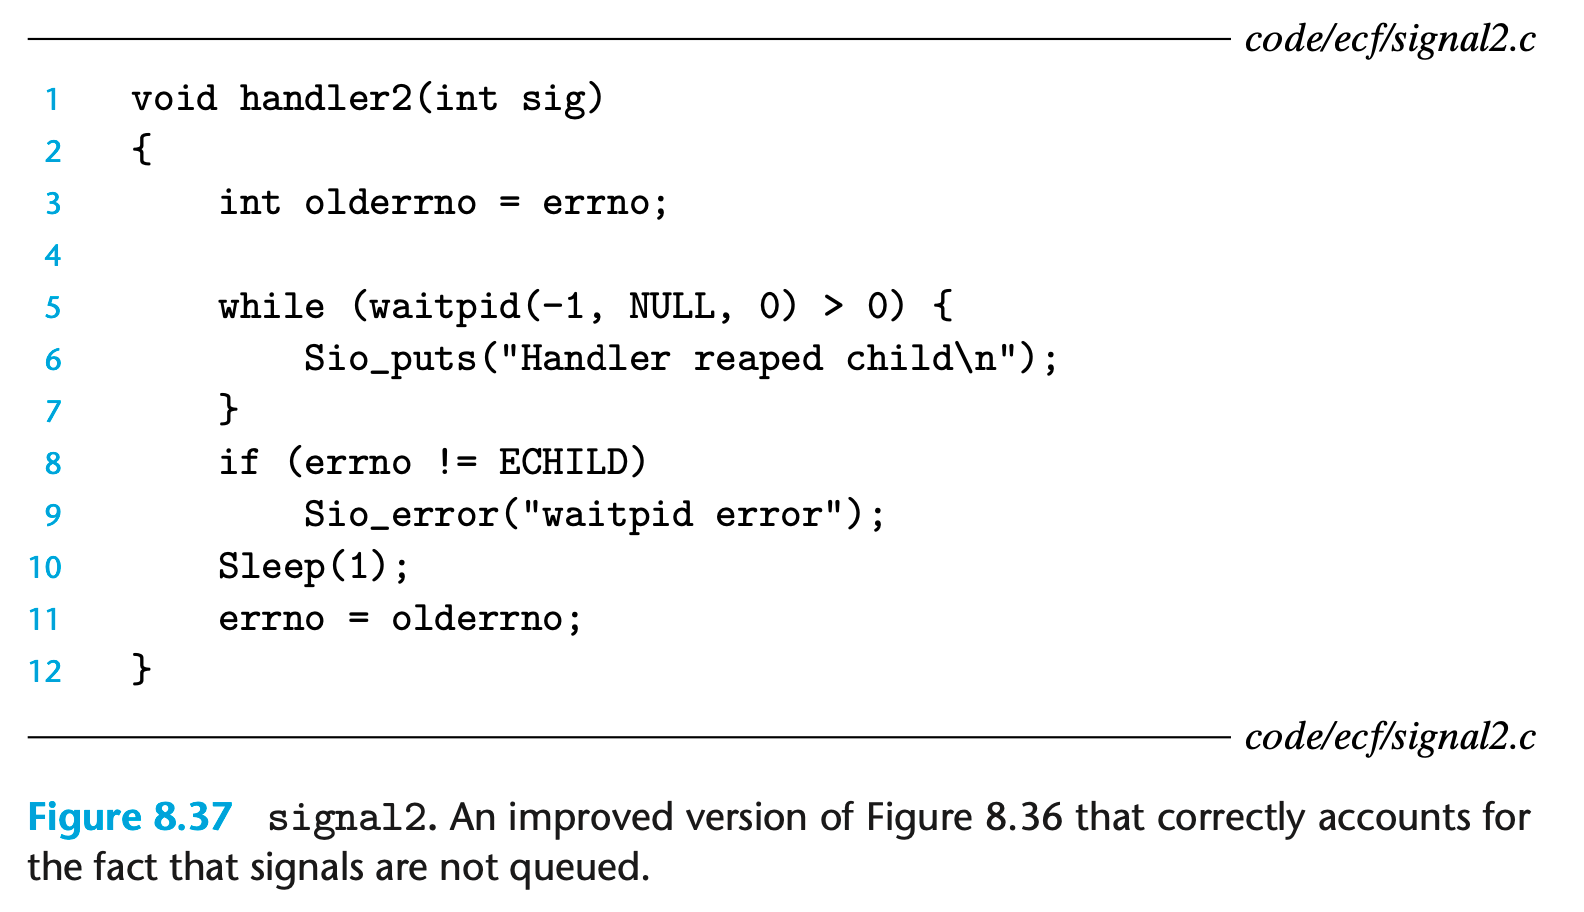 code/ecf/signal2.c
1 void handler2(int sig)
2 {
3     int olderrno = errno;
4
5     while (waitpid(-1, NULL, 0) > 0) {
6         Sio_puts("Handler reaped child\n");
7     }
8     if (errno != ECHILD)
9         Sio_error("waitpid error");
10     Sleep(1);
11     errno = olderrno;
12 }
code/ecf/signal2.c
Figure 8.37 signal2. An improved version of Figure 8.36 that correctly accounts for
the fact that signals are not queued.